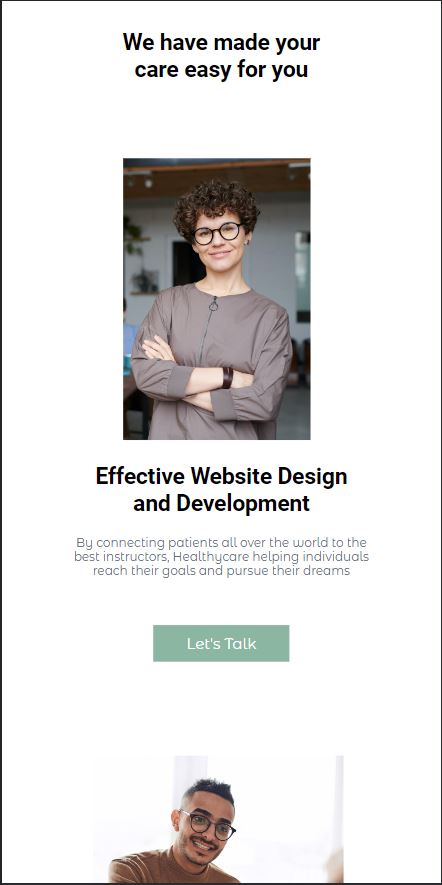 We have made your
care easy for you
Effective Website Design
and Development
By connecting patients all over the world to the
best instructors, Healthycare helping individuals
reach their goals and pursue their dreams
Let's Talk